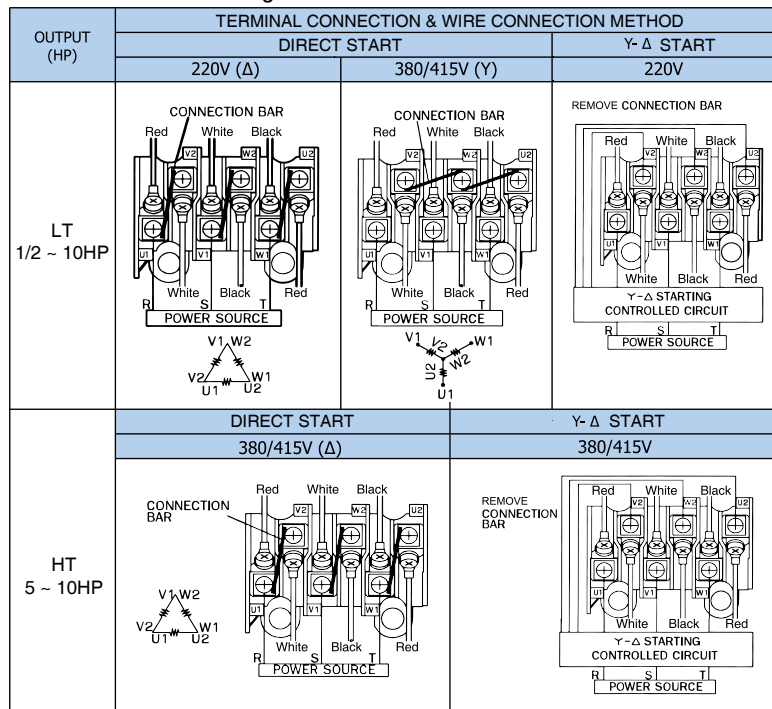 OUTPUT
(HP)
TERMINAL CONNECTION & WIRE CONNECTION METHOD
DIRECT START
Y- Δ START
220V (Δ)
380/415V (Y)
220V
LT
1/2 ~ 10HP
CONNECTION BAR
Red White Black
V2 W2 U2
U1 V1 W1
White Black Red
R S T
POWER SOURCE
V1 W2
V2 W1
U1 U2
CONNECTION BAR
Red White Black
V2 W2 U2
U1 V1 W1
White Black Red
R S T
POWER SOURCE
V1 V2 W1
U2 W2
U1
REMOVE CONNECTION BAR
Red White Black
V2 W2 U2
U1 V1 W1
White Black Red
Y-Δ STARTING
CONTROLLED CIRCUIT
R S T
POWER SOURCE
HT
5 ~ 10HP
DIRECT START
Y- Δ START
380/415V (Δ)
380/415V
CONNECTION
BAR
Red White Black
V2 W2 U2
U1 V1 W1
White Black Red
R S T
POWER SOURCE
V1 W2
V2 W1
U1 U2
REMOVE
CONNECTION
BAR
Red White Black
V2 W2 U2
U1 V1 W1
White Black Red
Y-Δ STARTING
CONTROLLED CIRCUIT
R S T
POWER SOURCE